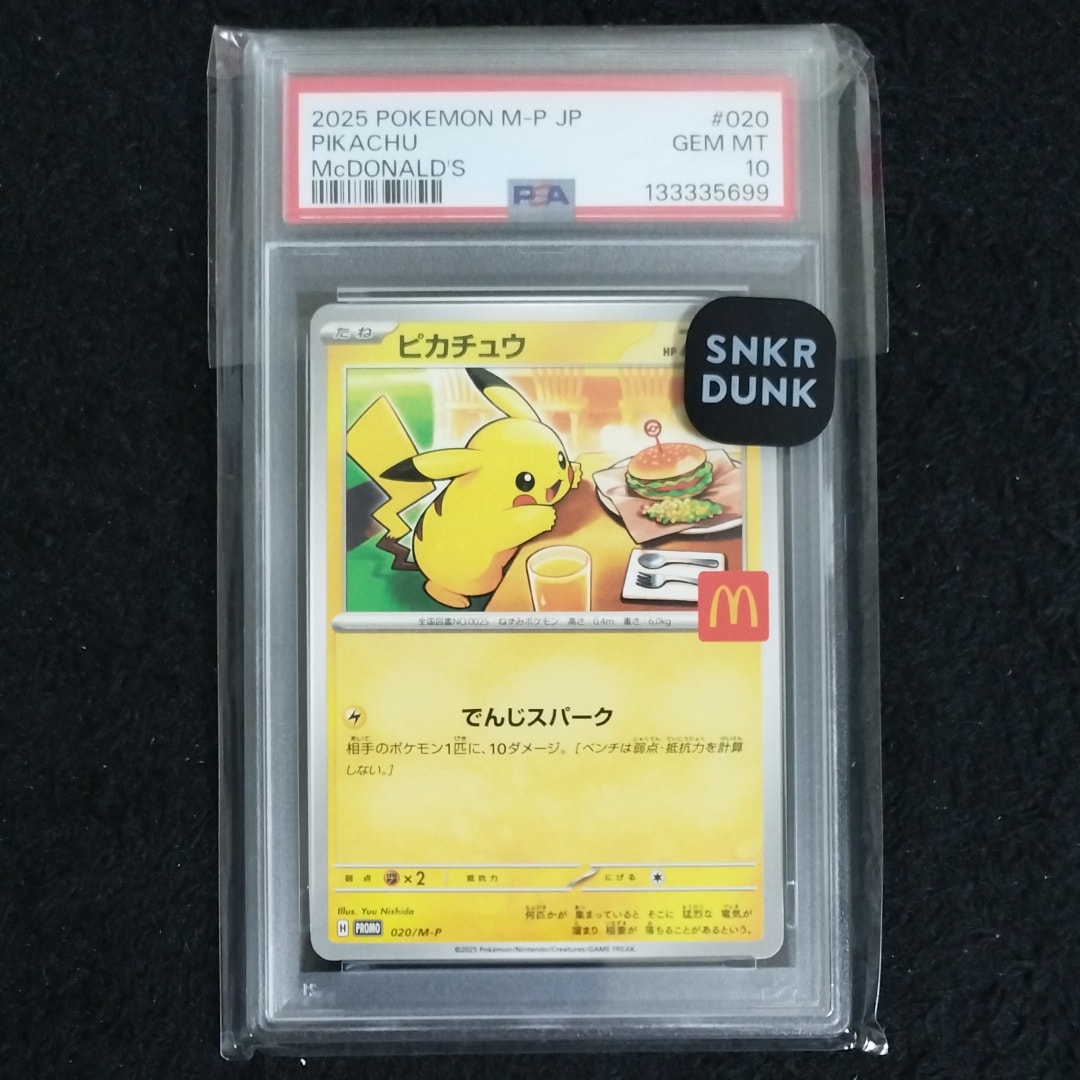 2025 POKEMON M-P JP #020
PIKACHU GEM MT
McDONALD'S 10
PSA 133335699
たね ピカチュウ HP
SNKR
DUNK
全国図鑑NO.0025 ねずみポケモン 高さ:0.4m 重さ:6.0kg
でんじスパーク
相手のポケモン1匹に、10ダメージ。[ベンチは弱点・抵抗力を計算
しない。]
弱点 ×2 抵抗力 にげる
Illus. Yuu Nishida
何匹かが 集まっていると そこに 猛烈な 電気が
溜まり 稲妻が 落ちることがあるという。
H PROMO 020/M-P
©2025 Pokémon/Nintendo/Creatures/GAME FREAK.